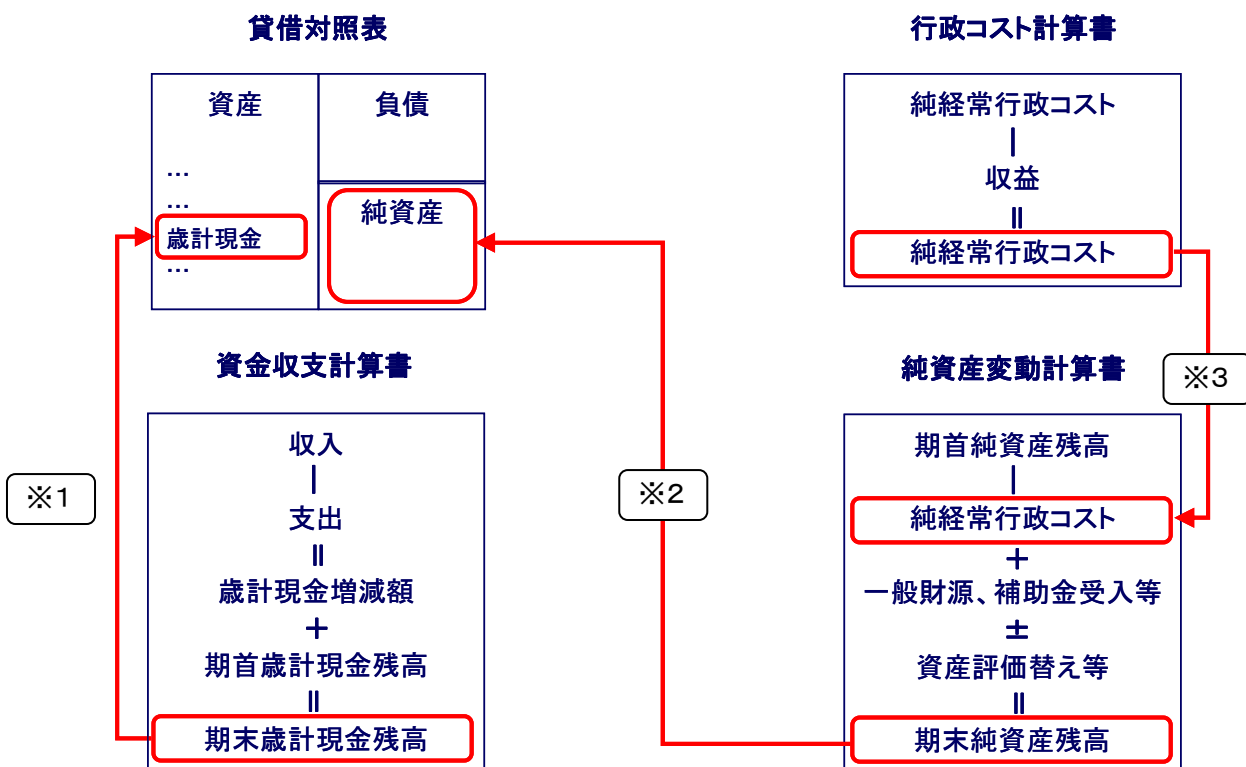 貸借対照表
資産
負債
…
…
歳計現金
…
純資産
行政コスト計算書
純経常行政コスト
|
収益
||
純経常行政コスト
資金収支計算書
収入
|
支出
||
歳計現金増減額
+
期首歳計現金残高
||
期末歳計現金残高
純資産変動計算書
期首純資産残高
|
純経常行政コスト
+
一般財源、補助金受入等
±
資産評価替え等
||
期末純資産残高
※1
※2
※3